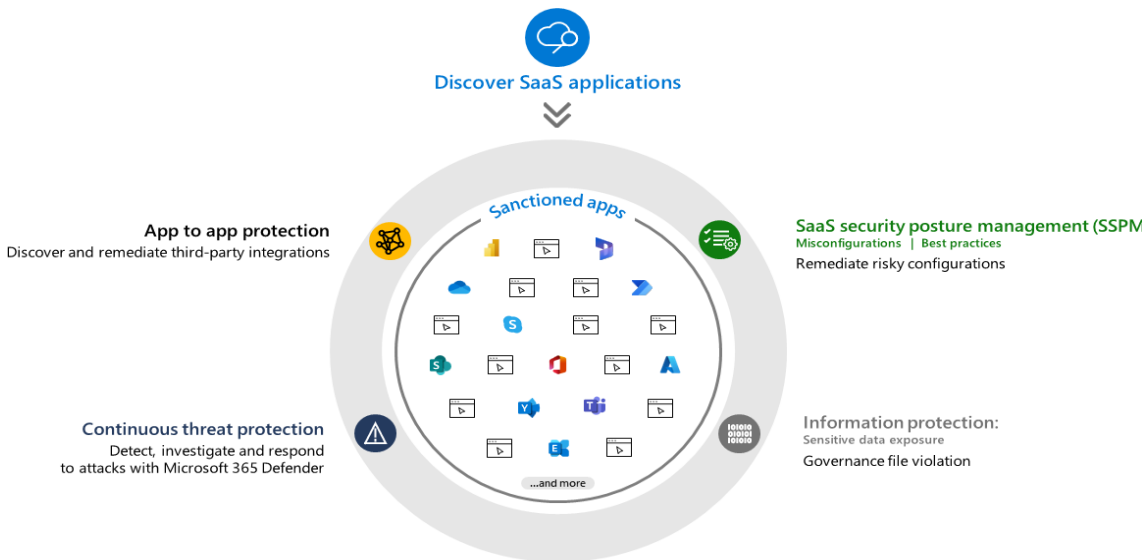 Discover SaaS applications
Sanctioned apps
App to app protection
Discover and remediate third-party integrations
SaaS security posture management (SSPM
Misconfigurations | Best practices
Remediate risky configurations
Continuous threat protection
Detect, investigate and respond
to attacks with Microsoft 365 Defender
Information protection:
Sensitive data exposure
Governance file violation
...and more